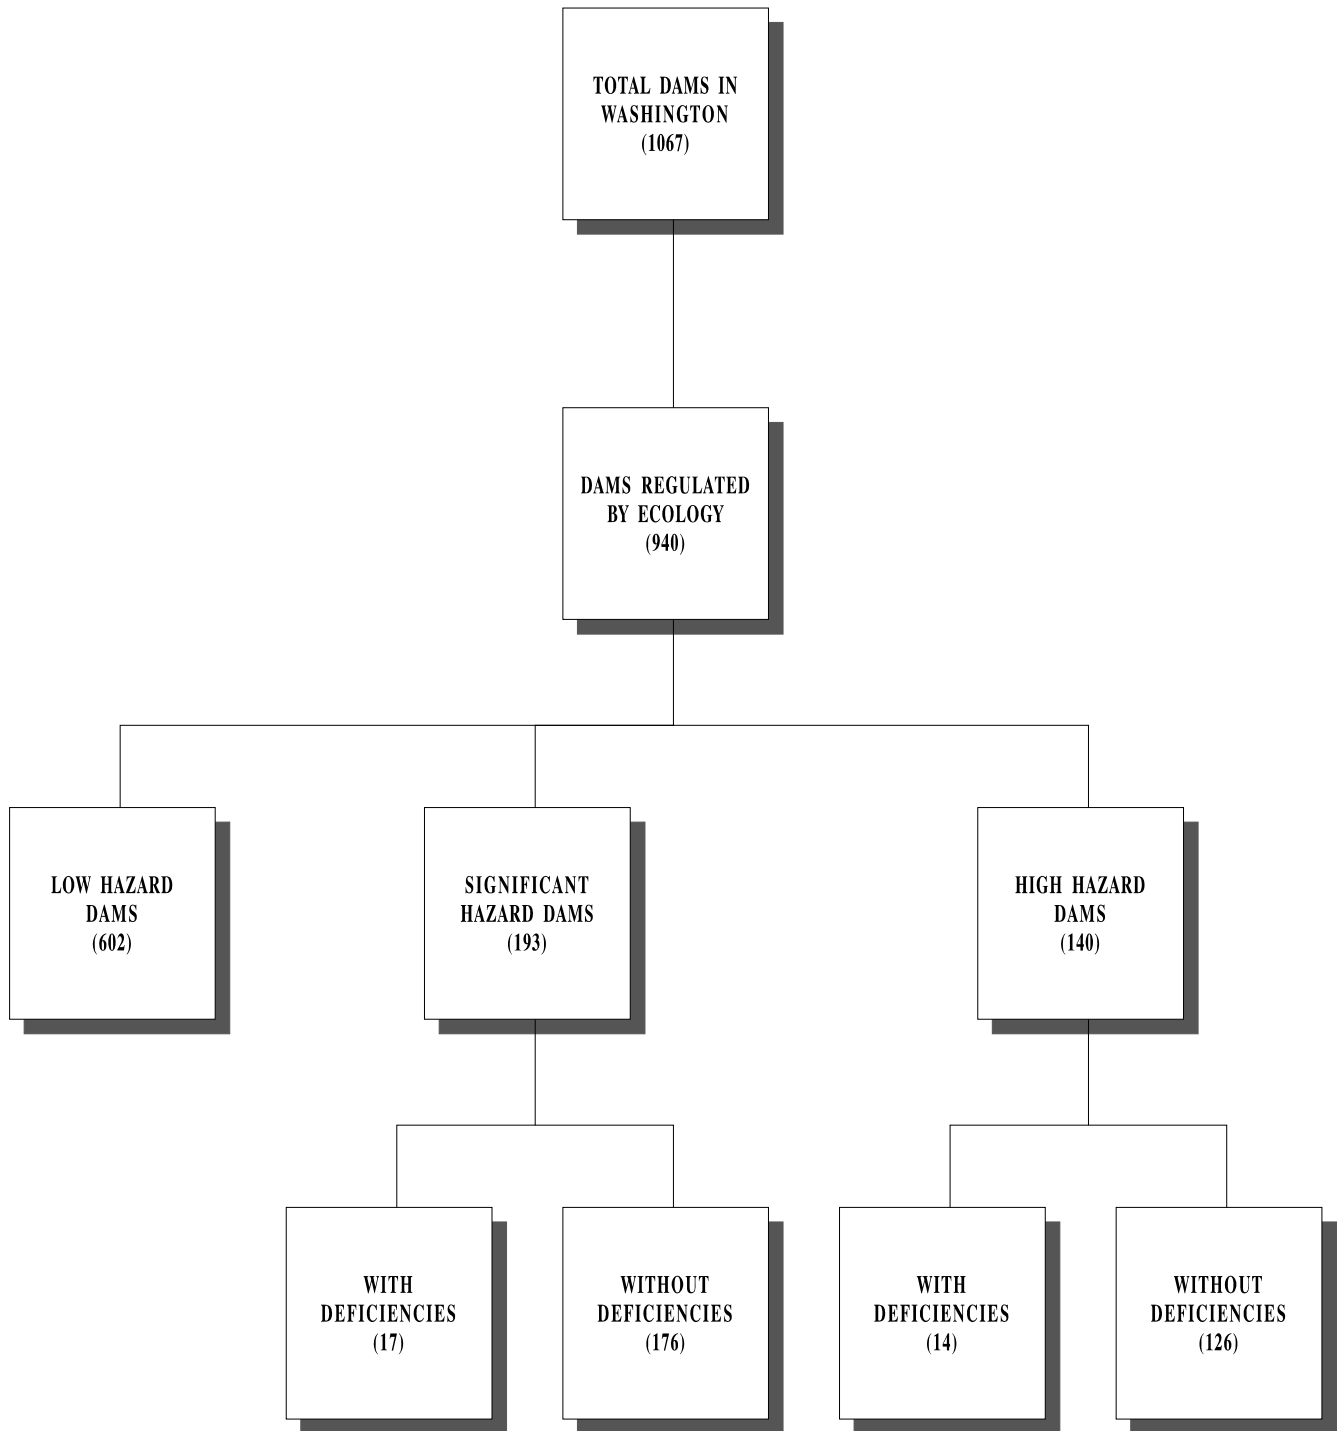 TOTAL DAMS IN
WASHINGTON
(1067)
DAMS REGULATED
BY ECOLOGY
(940)
LOW HAZARD
DAMS
(602)
SIGNIFICANT
HAZARD DAMS
(193)
HIGH HAZARD
DAMS
(140)
WITH
DEFICIENCIES
(17)
WITHOUT
DEFICIENCIES
(176)
WITH
DEFICIENCIES
(14)
WITHOUT
DEFICIENCIES
(126)